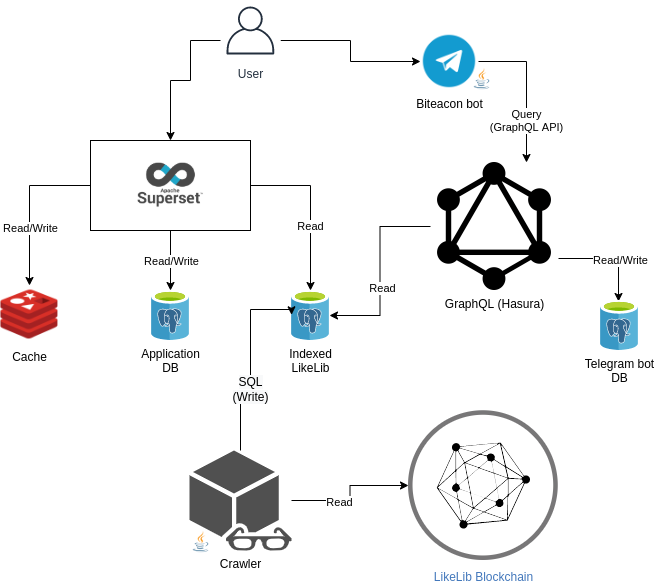 User
Biteacon bot
Query
(GraphQL API)
Apache
Superset
Read/Write
Read
Read/Write
Read
Read/Write
GraphQL (Hasura)
Cache
Application
DB
Indexed
LikeLib
Telegram bot
DB
SQL
(Write)
Read
Crawler
LikeLib Blockchain